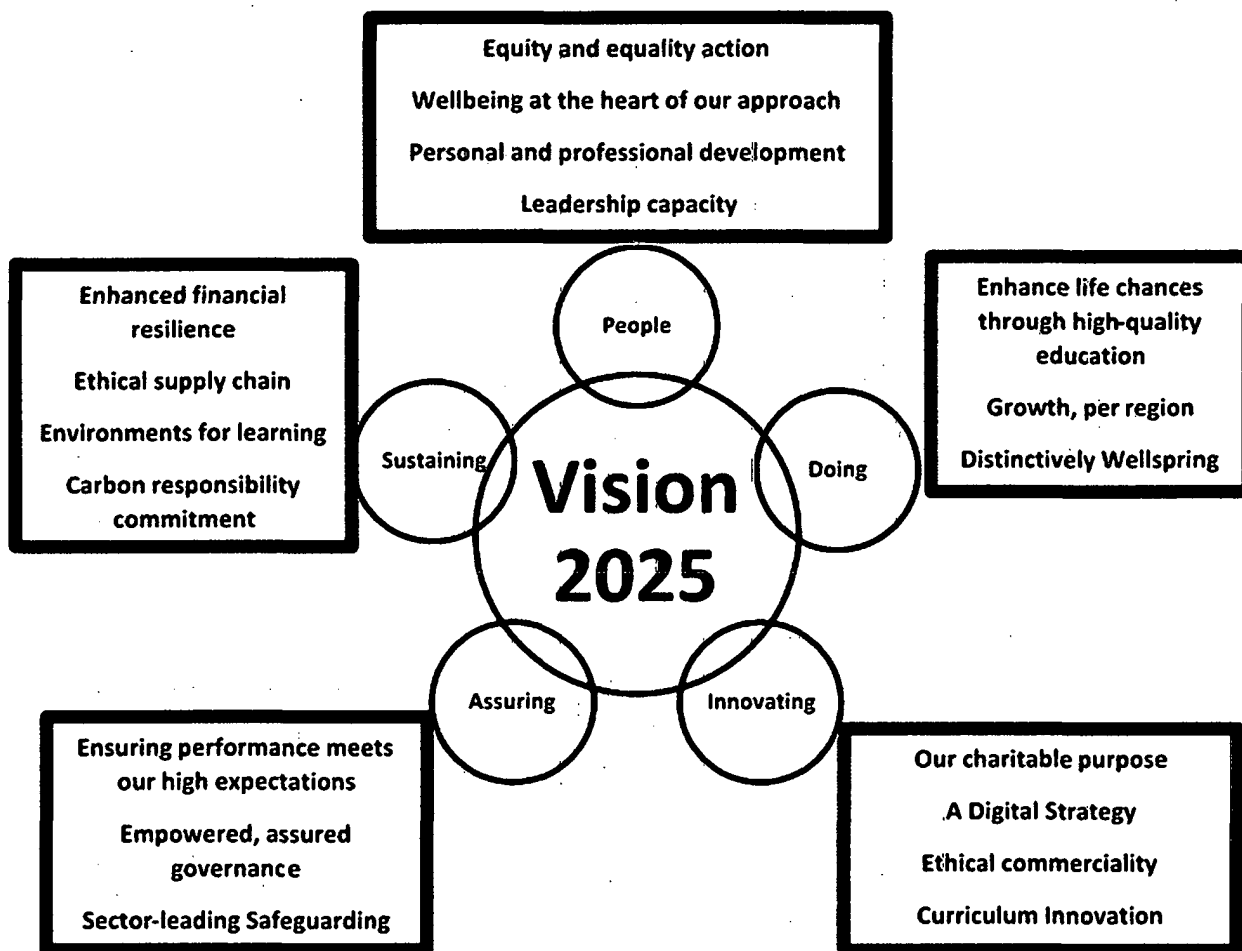 Equity and equality action
Wellbeing at the heart of our approach
Personal and professional development
Leadership capacity
People
Enhance life chances
through high-quality
education
Growth, per region
Distinctively Wellspring
Doing
Enhanced financial
resilience
Ethical supply chain
Environments for learning
Carbon responsibility
commitment
Sustaining
Vision
2025
Assuring
Innovating
Ensuring performance meets
our high expectations
Empowered, assured
governance
Sector-leading Safeguarding
Our charitable purpose
A Digital Strategy
Ethical commerciality
Curriculum Innovation